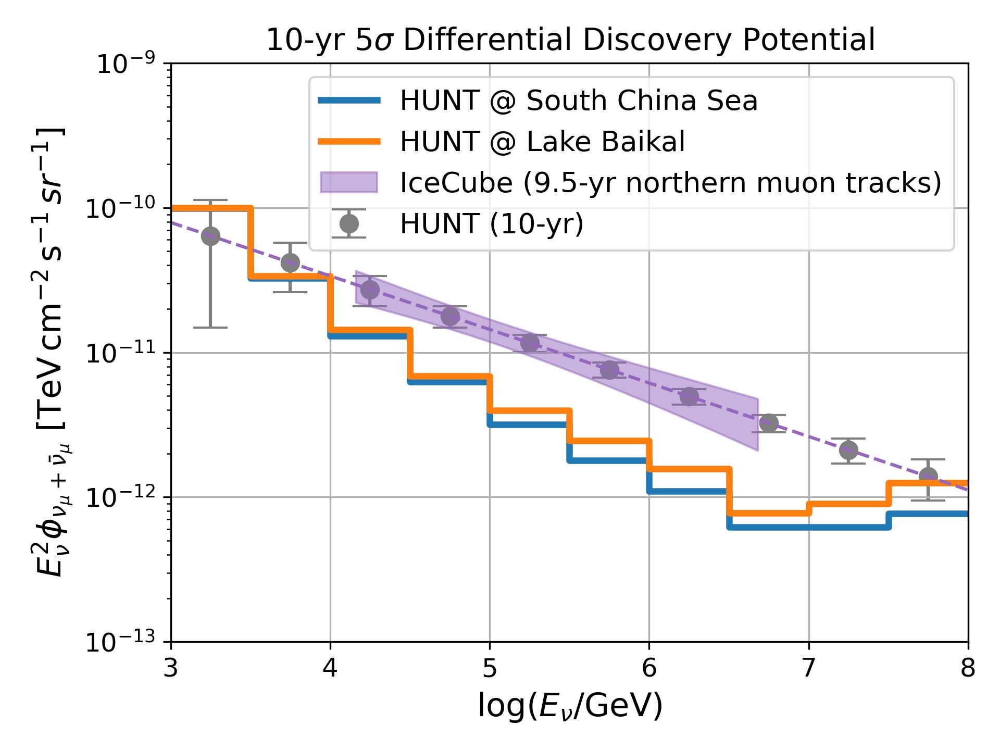 10-yr 5σ Differential Discovery Potential
HUNT @ South China Sea
HUNT @ Lake Baikal
IceCube (9.5-yr northern muon tracks)
HUNT (10-yr)
10⁻⁹
10⁻¹⁰
10⁻¹¹
10⁻¹²
10⁻¹³
E²_ν ϕ_{ν_μ + ν̄_μ} [TeV cm⁻² s⁻¹ sr⁻¹]
3 4 5 6 7 8
log(E_ν/GeV)